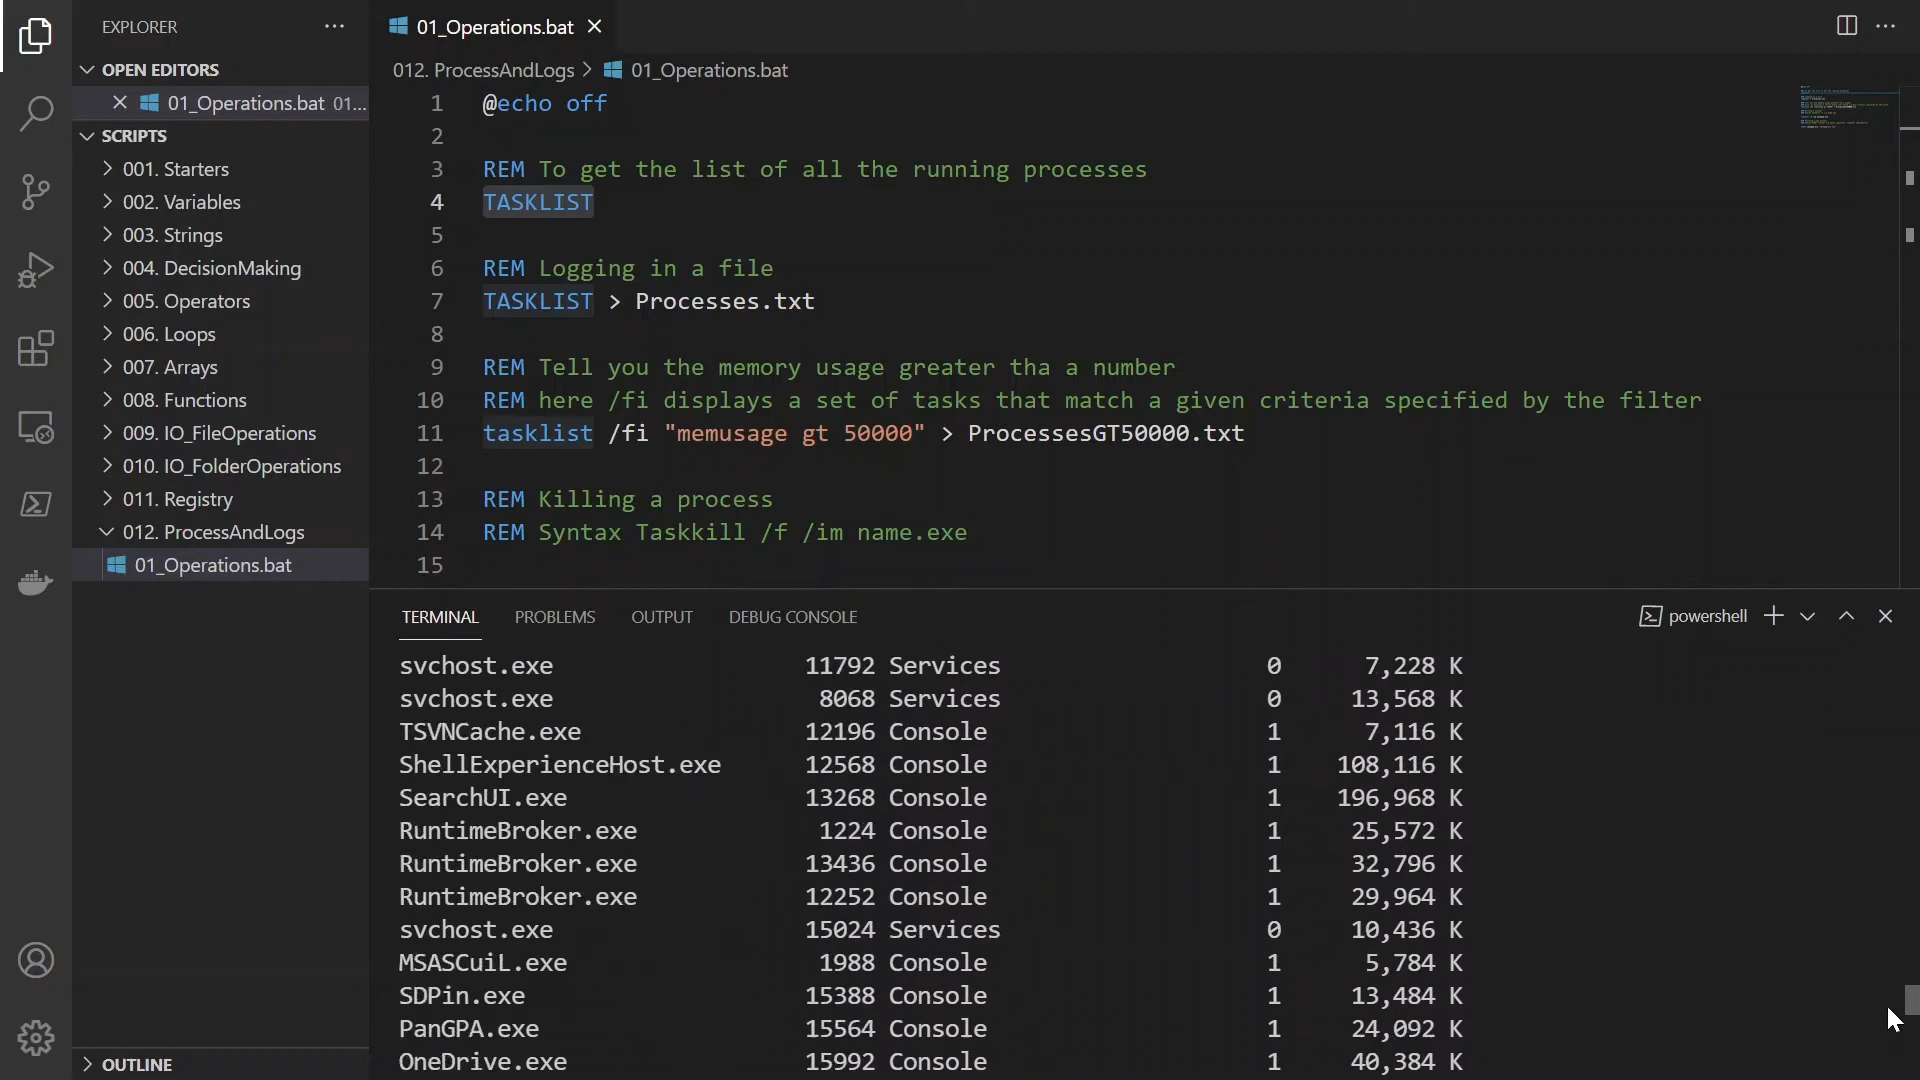 EXPLORER
OPEN EDITORS
01_Operations.bat 01...
SCRIPTS
001. Starters
002. Variables
003. Strings
004. DecisionMaking
005. Operators
006. Loops
007. Arrays
008. Functions
009. IO_FileOperations
010. IO_FolderOperations
011. Registry
012. ProcessAndLogs
01_Operations.bat
OUTLINE
01_Operations.bat
012. ProcessAndLogs > 01_Operations.bat
1 @echo off
2
3 REM To get the list of all the running processes
4 TASKLIST
5
6 REM Logging in a file
7 TASKLIST > Processes.txt
8
9 REM Tell you the memory usage greater tha a number
10 REM here /fi displays a set of tasks that match a given criteria specified by the filter
11 tasklist /fi "memusage gt 50000" > ProcessesGT50000.txt
12
13 REM Killing a process
14 REM Syntax Taskkill /f /im name.exe
15
TERMINAL PROBLEMS OUTPUT DEBUG CONSOLE powershell
svchost.exe 11792 Services 0 7,228 K
svchost.exe 8068 Services 0 13,568 K
TSVNCache.exe 12196 Console 1 7,116 K
ShellExperienceHost.exe 12568 Console 1 108,116 K
SearchUI.exe 13268 Console 1 196,968 K
RuntimeBroker.exe 1224 Console 1 25,572 K
RuntimeBroker.exe 13436 Console 1 32,796 K
RuntimeBroker.exe 12252 Console 1 29,964 K
svchost.exe 15024 Services 0 10,436 K
MSASCuiL.exe 1988 Console 1 5,784 K
SDPin.exe 15388 Console 1 13,484 K
PanGPA.exe 15564 Console 1 24,092 K
OneDrive.exe 15992 Console 1 40,384 K